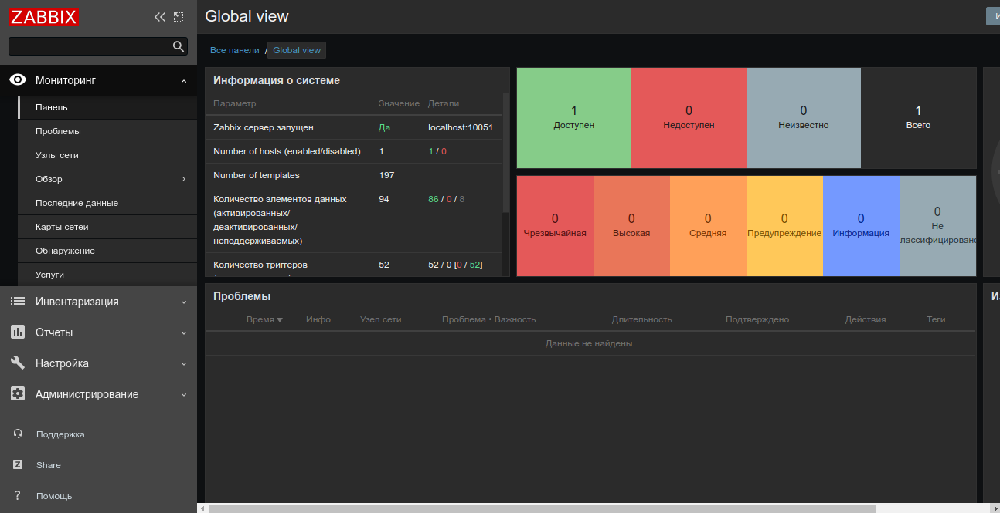 ZABBIX
Global view
Мониторинг
Панель
Проблемы
Узлы сети
Обзор
Последние данные
Карты сетей
Обнаружение
Услуги
Инвентаризация
Отчеты
Настройка
Администрирование
Поддержка
Share
? Помощь
Все панели / Global view
Информация о системе
Параметр Значение Детали
Zabbix сервер запущен Да localhost:10051
Number of hosts (enabled/disabled) 1 1 / 0
Number of templates 197
Количество элементов данных 94 86 / 0 / 8
(активированных/
деактивированных/
неподдерживаемых)
Количество триггеров 52 52 / 0 [0 / 52]
1
Доступен
0
Недоступен
0
Неизвестно
1
Всего
0
Чрезвычайная
0
Высокая
0
Средняя
0
Предупреждение
0
Информация
0
Не
лассифицировано
Проблемы
Время Инфо Узел сети Проблема • Важность Длительность Подтверждено Действия Теги
Данные не найдены.